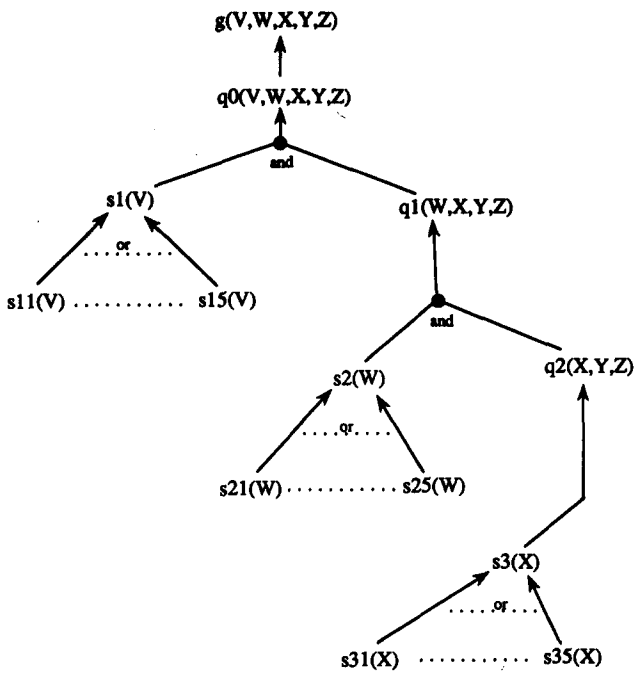 g(V,W,X,Y,Z)
q0(V,W,X,Y,Z)
and
s1(V)
q1(W,X,Y,Z)
or
s11(V) .......... s15(V)
and
s2(W)
q2(X,Y,Z)
or
s21(W) ........... s25(W)
s3(X)
or
s31(X) .......... s35(X)